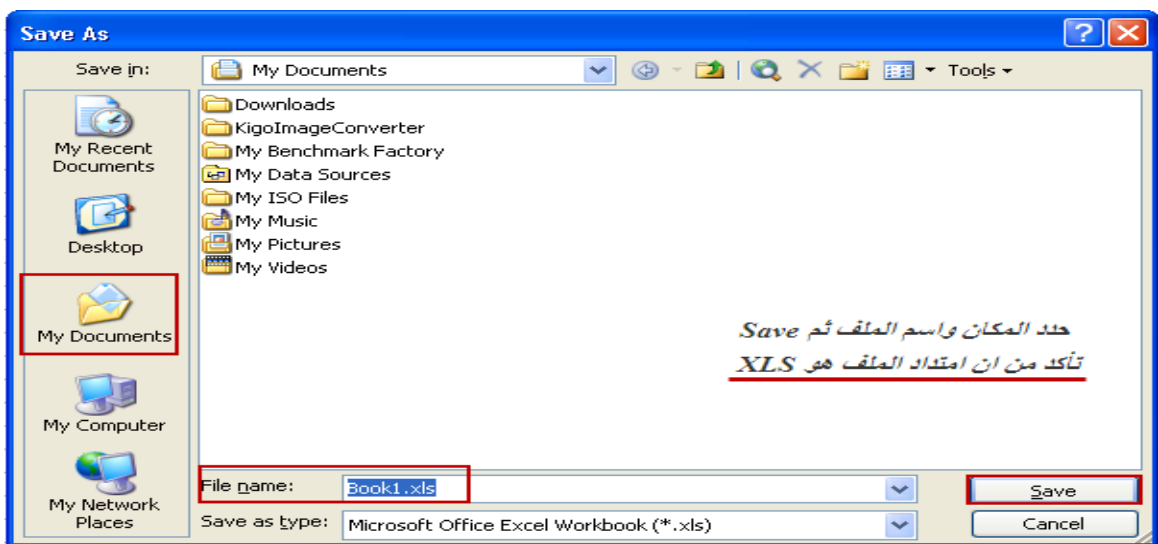 Save As
Save in:
My Documents
Tools
My Recent
Documents
Desktop
My Documents
My Computer
My Network
Places
Downloads
KigoImageConverter
My Benchmark Factory
My Data Sources
My ISO Files
My Music
My Pictures
My Videos
حدد المكان واسم الملف ثم Save
تأكد من ان امتداد الملف هو XLS
File name:
Book1.xls
Save
Save as type:
Microsoft Office Excel Workbook (*.xls)
Cancel